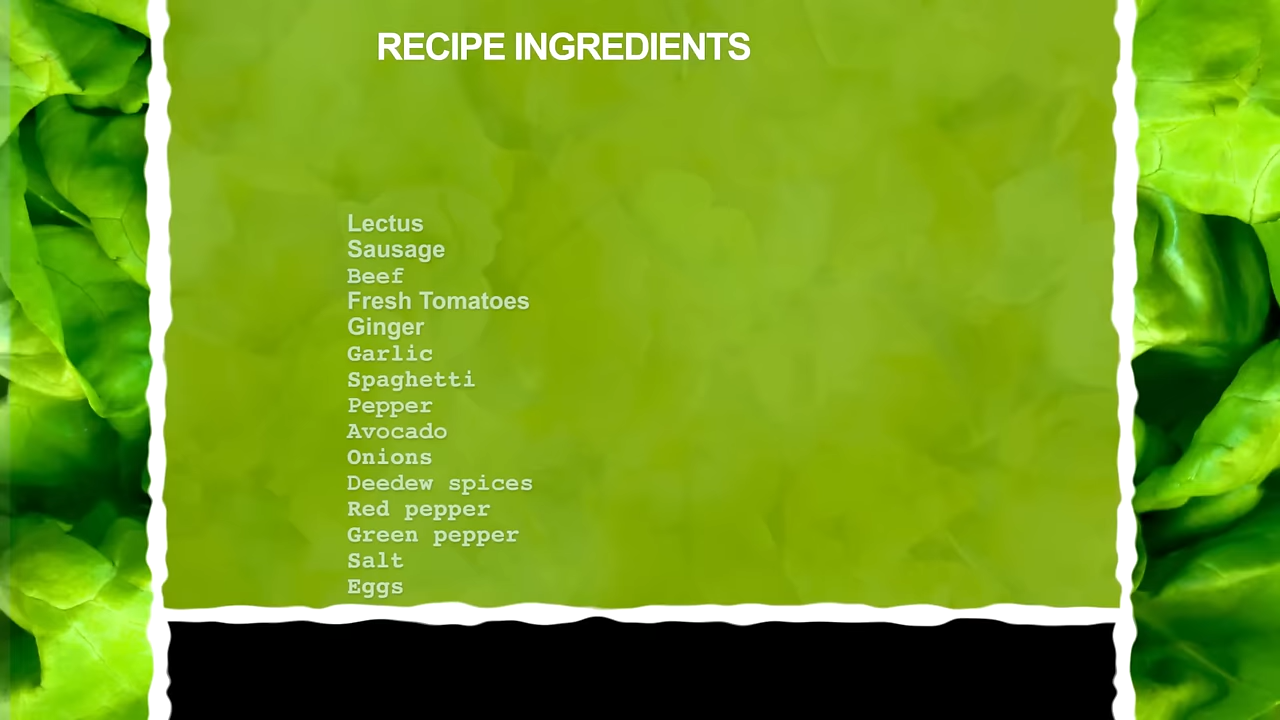 RECIPE INGREDIENTS
Lectus
Sausage
Beef
Fresh Tomatoes
Ginger
Garlic
Spaghetti
Pepper
Avocado
Onions
Deedew spices
Red pepper
Green pepper
Salt
Eggs